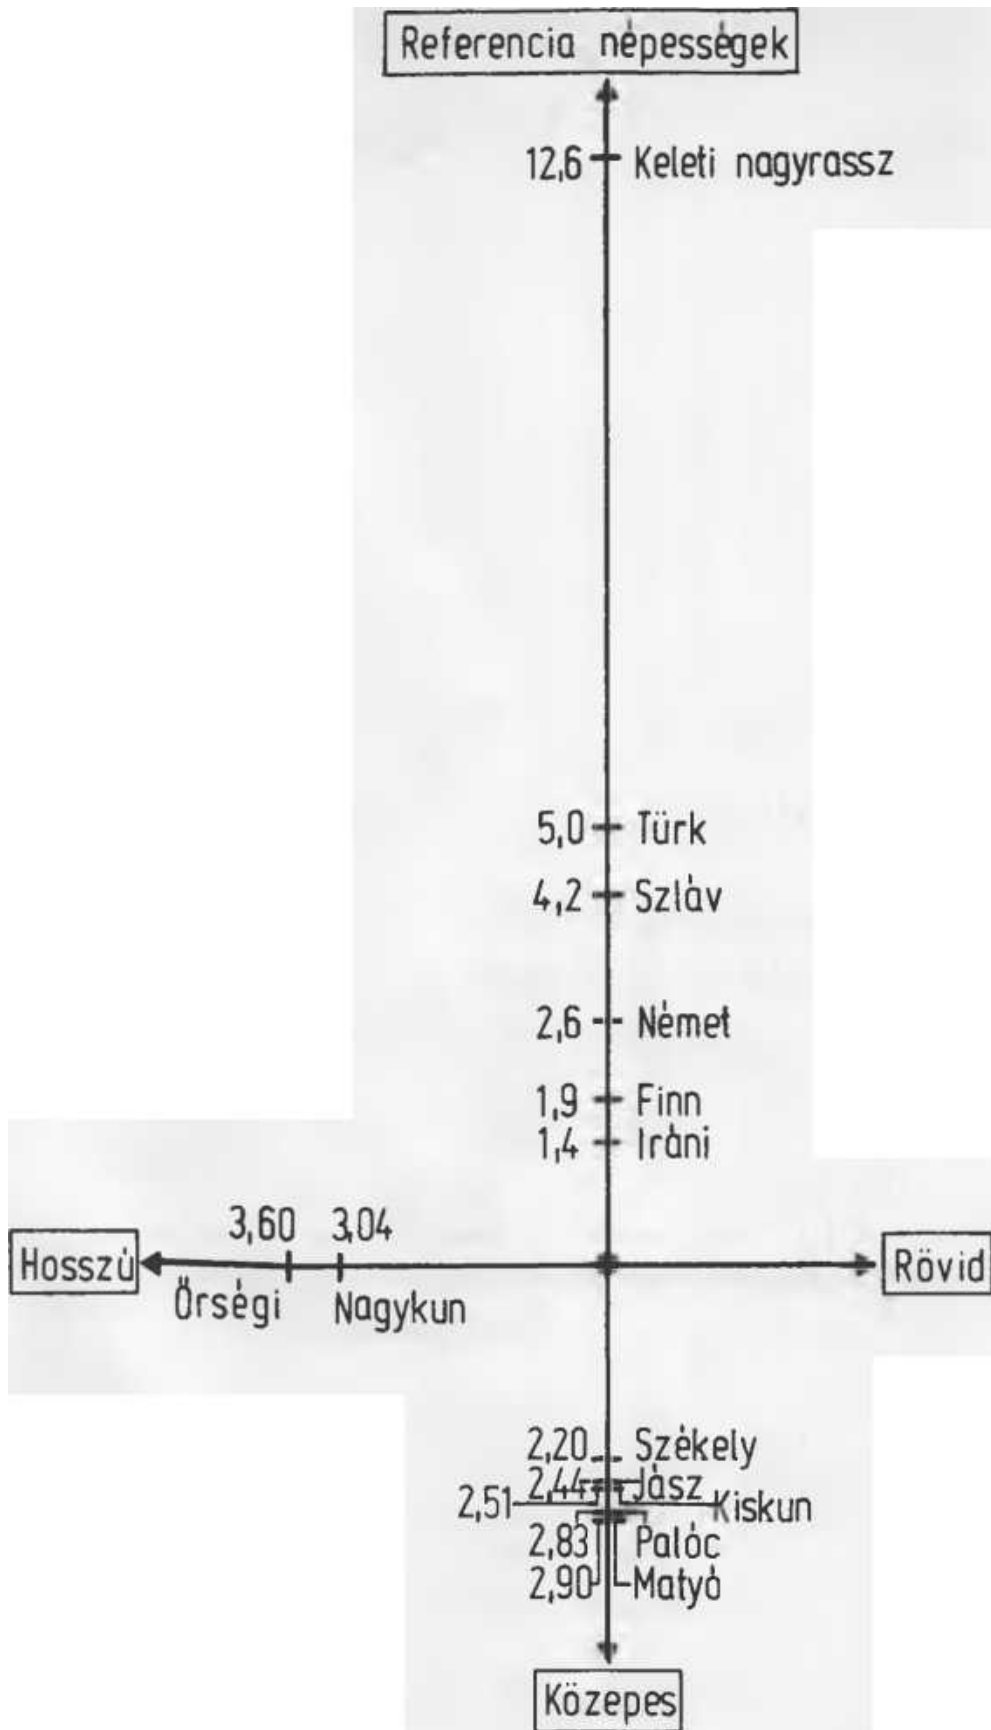 Referencia népességek
12,6 Keleti nagyrassz
5,0 Türk
4,2 Szláv
2,6 Német
1,9 Finn
1,4 Iráni
3,60 3,04
Hosszú Rövid
Őrségi Nagykun
2,20 Székely
2,44 Jász
2,51 Kiskun
2,83 Palóc
2,90 Matyó
Közepes